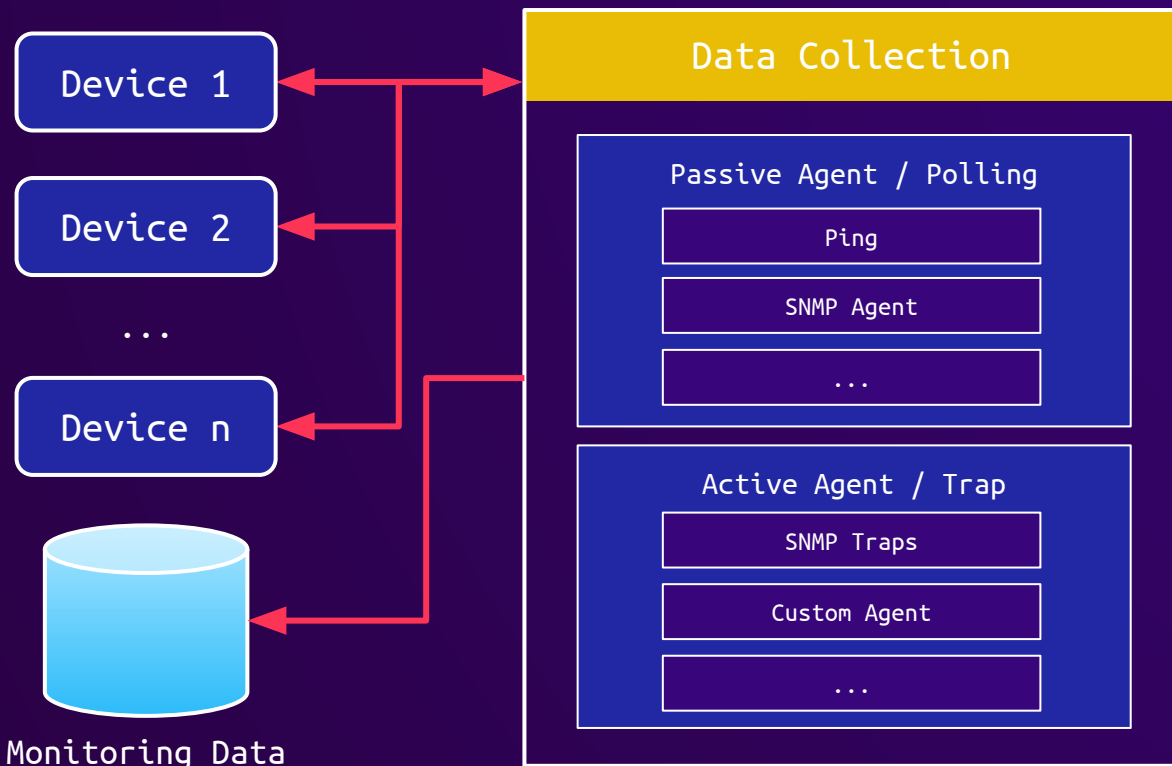 Device 1
Device 2
...
Device n
Monitoring Data
Data Collection
Passive Agent / Polling
Ping
SNMP Agent
...
Active Agent / Trap
SNMP Traps
Custom Agent
...